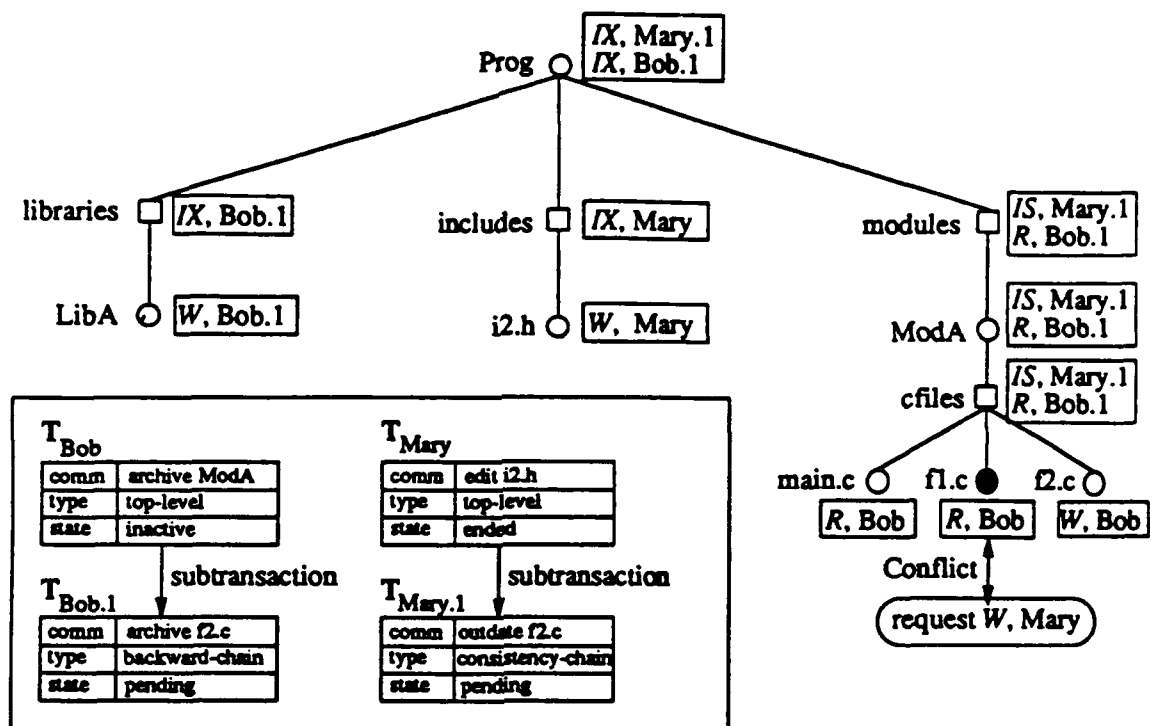 Prog
IX, Mary.1
IX, Bob.1
libraries
IX, Bob.1
includes
IX, Mary
modules
IS, Mary.1
R, Bob.1
LibA
W, Bob.1
i2.h
W, Mary
ModA
IS, Mary.1
R, Bob.1
cfiles
IS, Mary.1
R, Bob.1
main.c
f1.c
f2.c
R, Bob
R, Bob
W, Bob
Conflict
request W, Mary
T Bob
comm archive ModA
type top-level
state inactive
subtransaction
T Bob.1
comm archive f2.c
type backward-chain
state pending
T Mary
comm edit i2.h
type top-level
state ended
subtransaction
T Mary.1
comm outdate f2.c
type consistency-chain
state pending